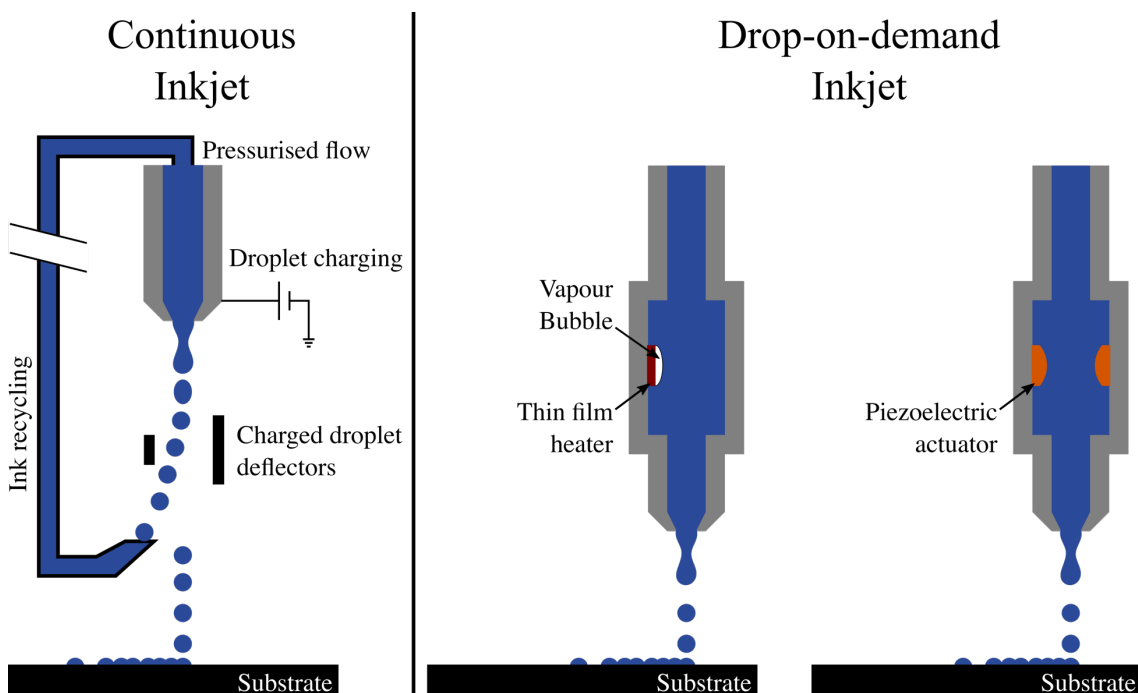 Continuous
Inkjet
Pressurised flow
Droplet charging
Ink recycling
Charged droplet
deflectors
Substrate
Drop-on-demand
Inkjet
Vapour
Bubble
Thin film
heater
Substrate
Piezoelectric
actuator
Substrate